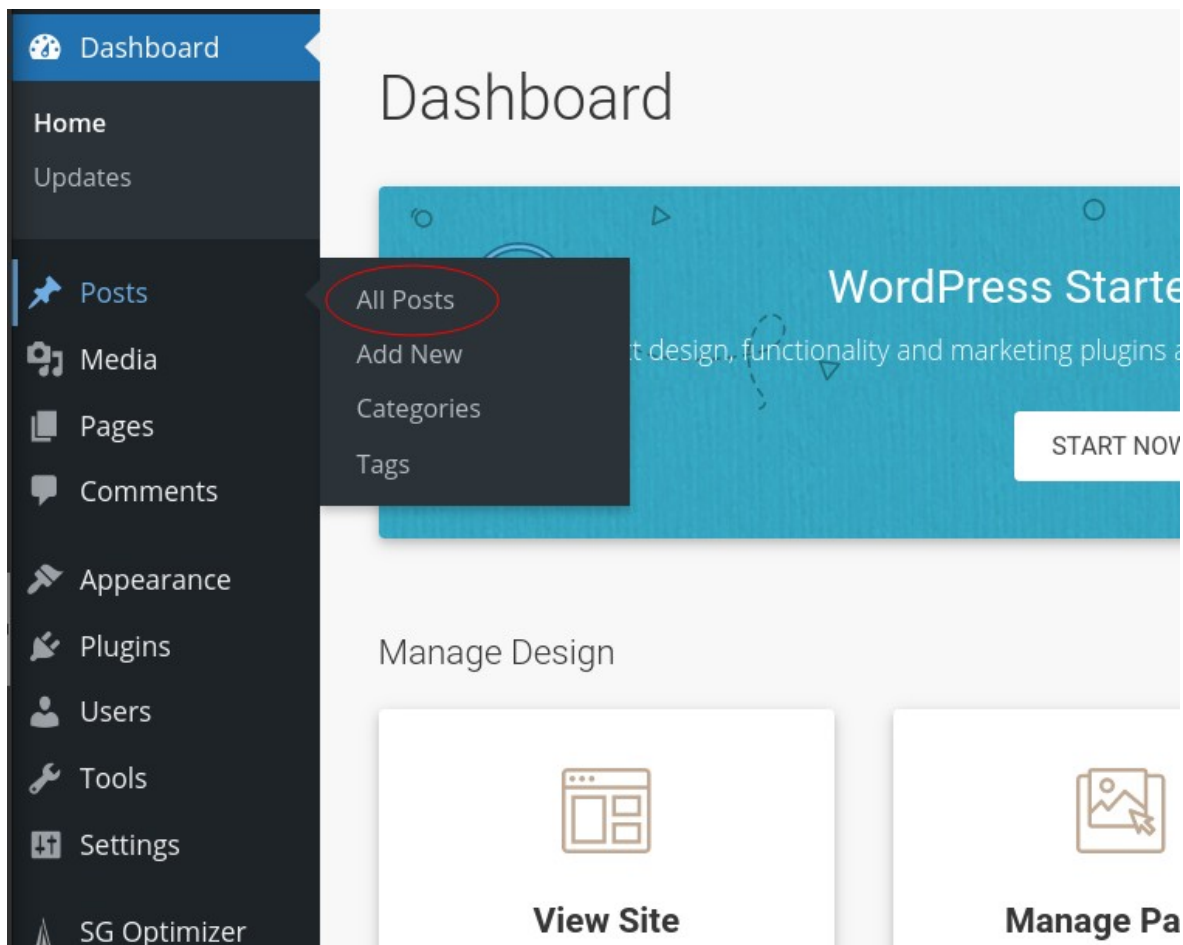 Dashboard
Home
Updates
Posts
Media
Pages
Comments
Appearance
Plugins
Users
Tools
Settings
SG Optimizer
All Posts
Add New
Categories
Tags
Dashboard
WordPress Starte
design, functionality and marketing plugins a
START NOW
Manage Design
View Site
Manage Pa